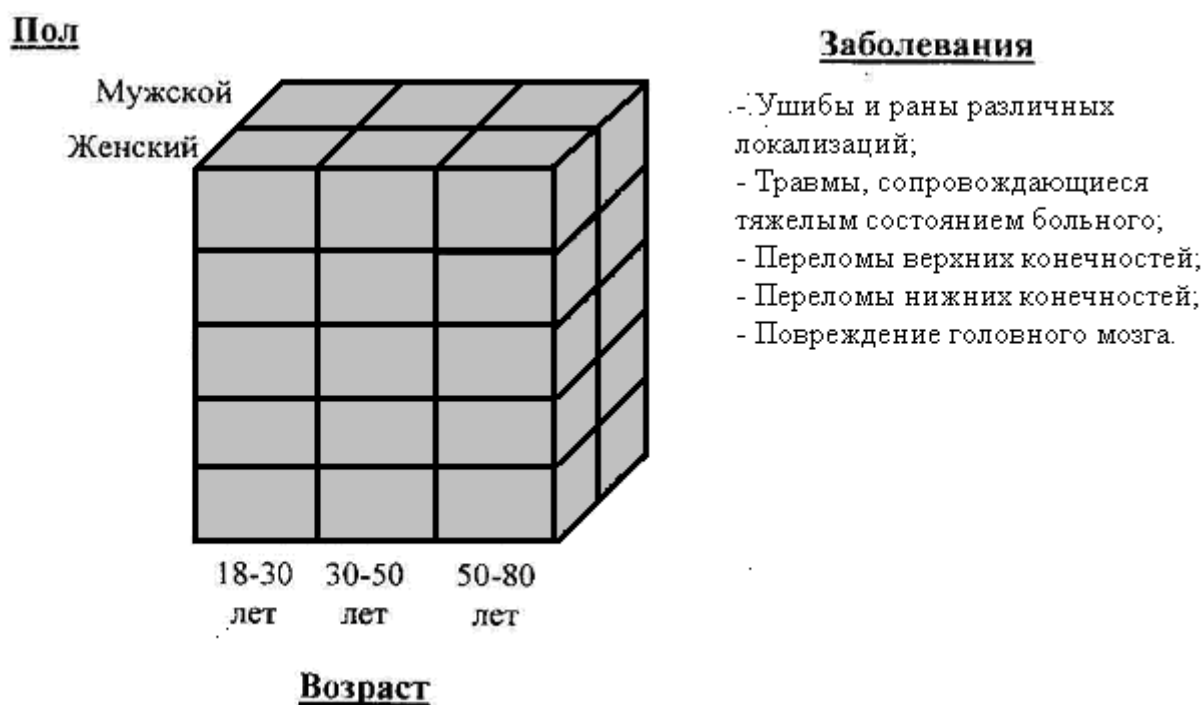 Пол
Мужской
Женский
18-30 30-50 50-80
лет лет лет
Возраст
Заболевания
- Ушибы и раны различных
локализаций;
- Травмы, сопровождающиеся
тяжелым состоянием больного;
- Переломы верхних конечностей;
- Переломы нижних конечностей;
- Повреждение головного мозга.